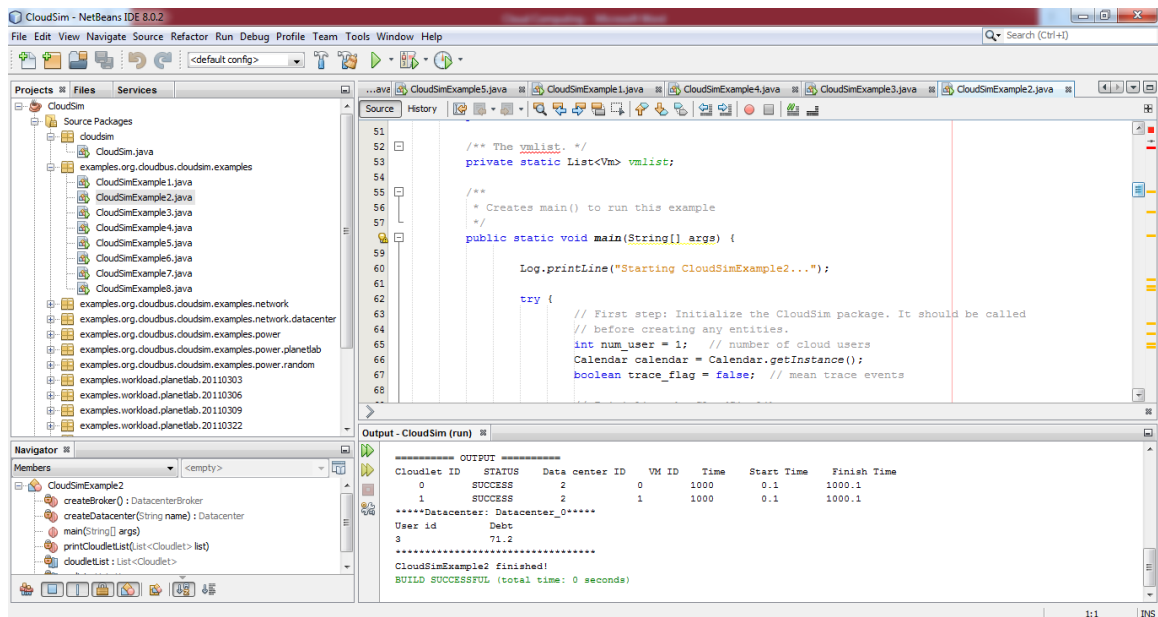 CloudSim - NetBeans IDE 8.0.2
Cloud Computing - Microsoft Word
File Edit View Navigate Source Refactor Run Debug Profile Team Tools Window Help
Search (Ctrl+I)
<default config>
Projects Files Services
CloudSim
Source Packages
cloudsim
CloudSim.java
examples.org.cloudbus.cloudsim.examples
CloudSimExample1.java
CloudSimExample2.java
CloudSimExample3.java
CloudSimExample4.java
CloudSimExample5.java
CloudSimExample6.java
CloudSimExample7.java
CloudSimExample8.java
examples.org.cloudbus.cloudsim.examples.network
examples.org.cloudbus.cloudsim.examples.network.datacenter
examples.org.cloudbus.cloudsim.examples.power
examples.org.cloudbus.cloudsim.examples.power.planetlab
examples.org.cloudbus.cloudsim.examples.power.random
examples.workload.planetlab.20110303
examples.workload.planetlab.20110306
examples.workload.planetlab.20110309
examples.workload.planetlab.20110322
Navigator
Members <empty>
CloudSimExample2
createBroker() : DatacenterBroker
createDatacenter(String name) : Datacenter
main(String[] args)
printCloudletList(List<Cloudlet> list)
cloudletList : List<Cloudlet>
...ava CloudSimExample5.java CloudSimExample1.java CloudSimExample4.java CloudSimExample3.java CloudSimExample2.java
Source History
51
52 /** The vmlist. */
53 private static List<Vm> vmlist;
54
55 /**
56 * Creates main() to run this example
57 */
public static void main(String[] args) {
59
60 Log.printLine("Starting CloudSimExample2...");
61
62 try {
63 // First step: Initialize the CloudSim package. It should be called
64 // before creating any entities.
65 int num_user = 1; // number of cloud users
66 Calendar calendar = Calendar.getInstance();
67 boolean trace_flag = false; // mean trace events
68
Output - CloudSim (run)
========== OUTPUT ==========
Cloudlet ID STATUS Data center ID VM ID Time Start Time Finish Time
0 SUCCESS 2 0 1000 0.1 1000.1
1 SUCCESS 2 1 1000 0.1 1000.1
*****Datacenter: Datacenter_0*****
User id Debt
3 71.2
**********************************
CloudSimExample2 finished!
BUILD SUCCESSFUL (total time: 0 seconds)
1:1 INS